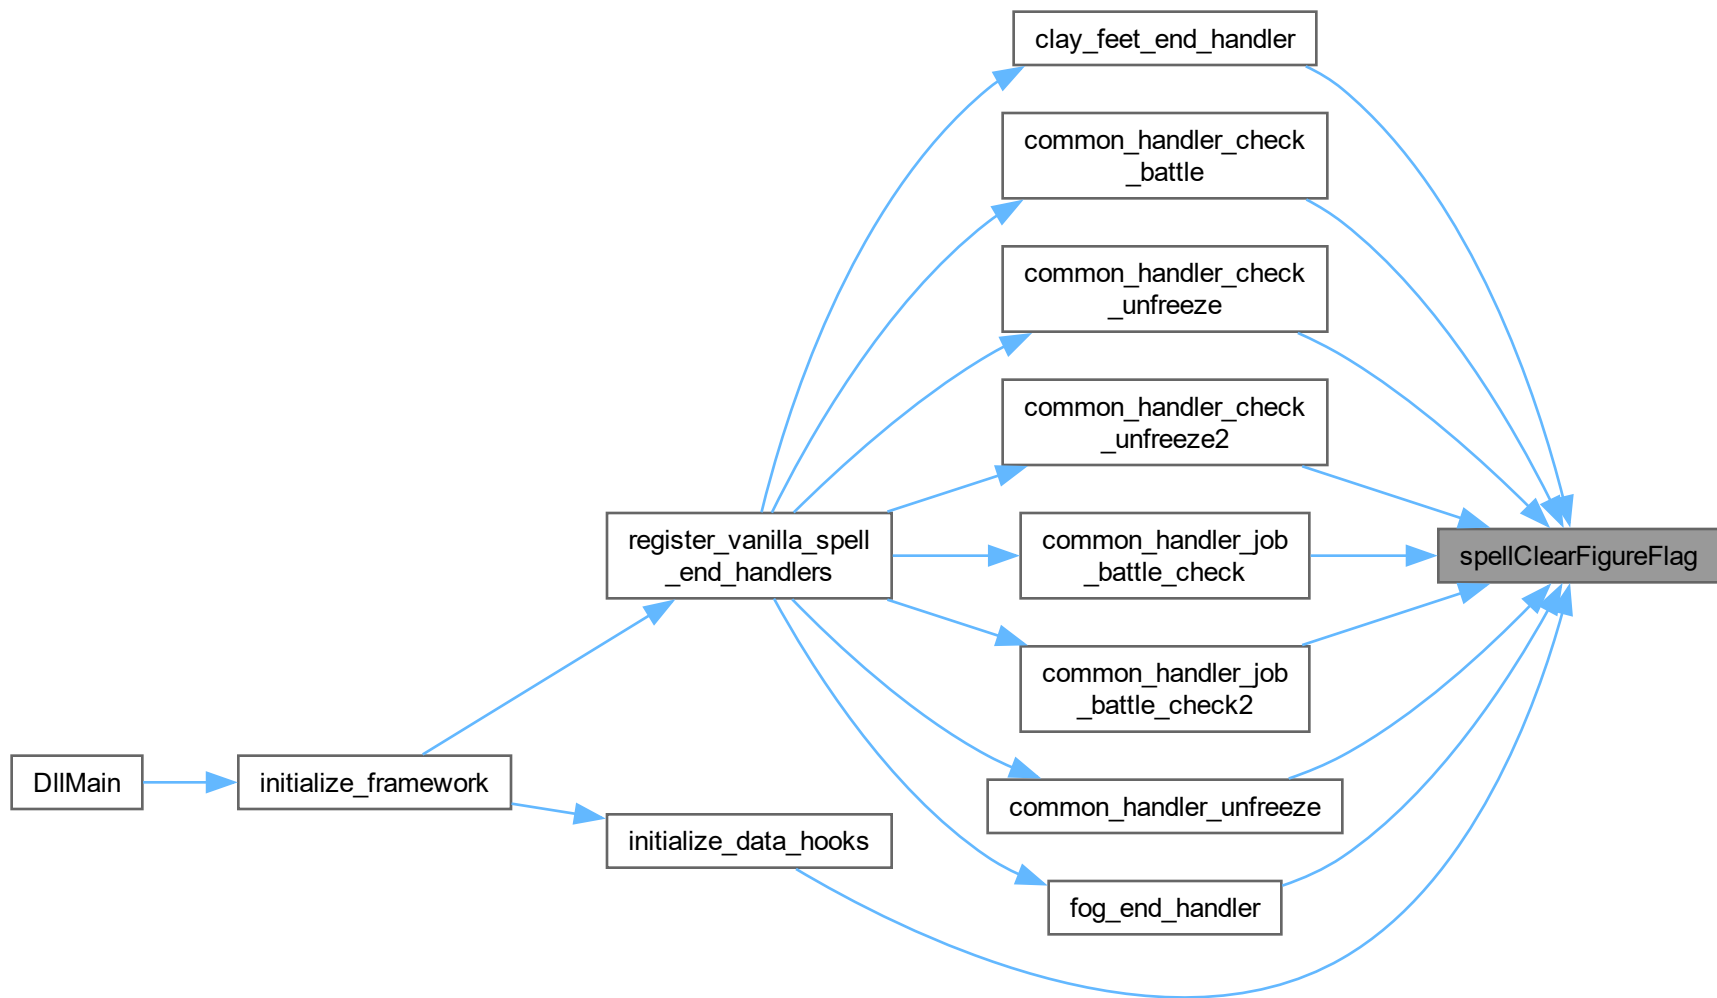 clay_feet_end_handler
common_handler_check
_battle
common_handler_check
_unfreeze
common_handler_check
_unfreeze2
register_vanilla_spell
_end_handlers
common_handler_job
_battle_check
spellClearFigureFlag
common_handler_job
_battle_check2
DllMain
initialize_framework
common_handler_unfreeze
initialize_data_hooks
fog_end_handler